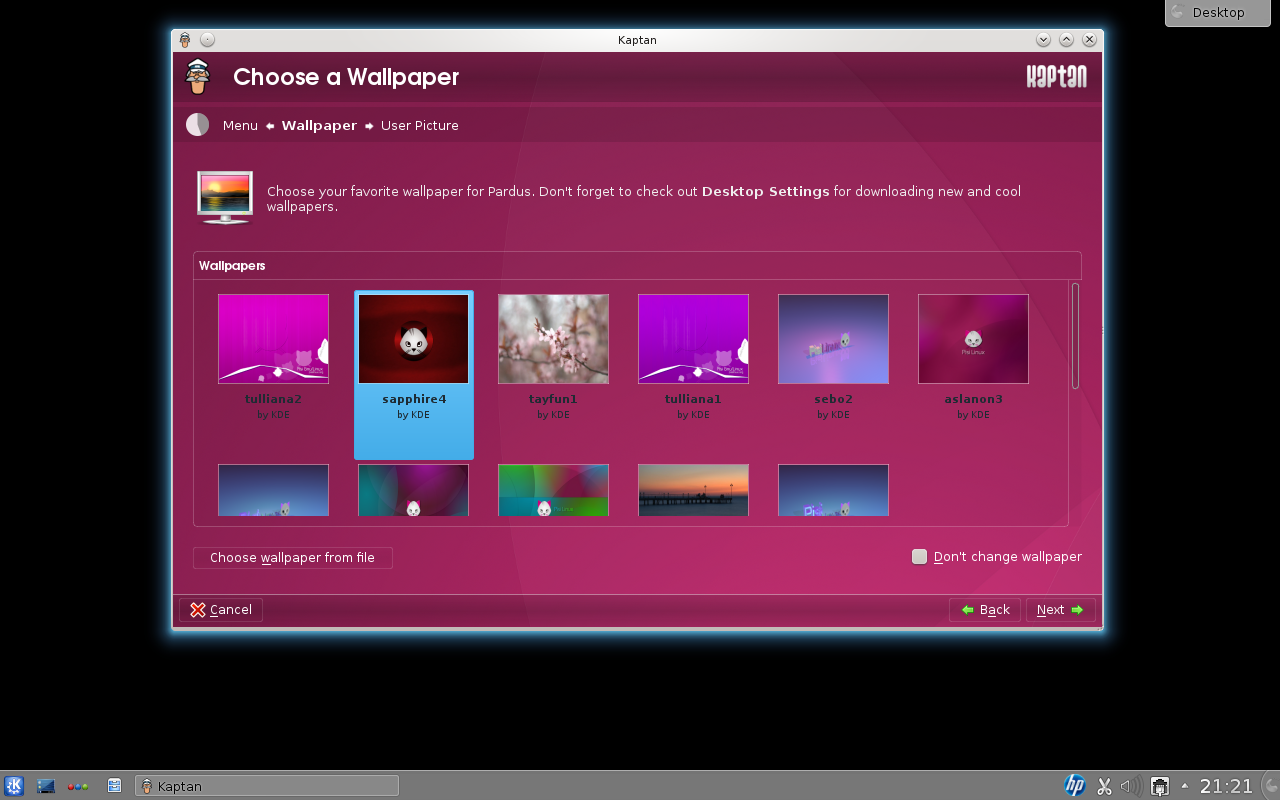 Desktop
Kaptan
Choose a Wallpaper
kaptan
Menu Wallpaper User Picture
Choose your favorite wallpaper for Pardus. Don't forget to check out Desktop Settings for downloading new and cool
wallpapers.
Wallpapers
Pisi Linux
tulliana2
by KDE
sapphire4
by KDE
tayfun1
by KDE
tulliana1
by KDE
sebo2
by KDE
aslanon3
by KDE
Choose wallpaper from file
Don't change wallpaper
Cancel
Back
Next
Kaptan
hp
21:21